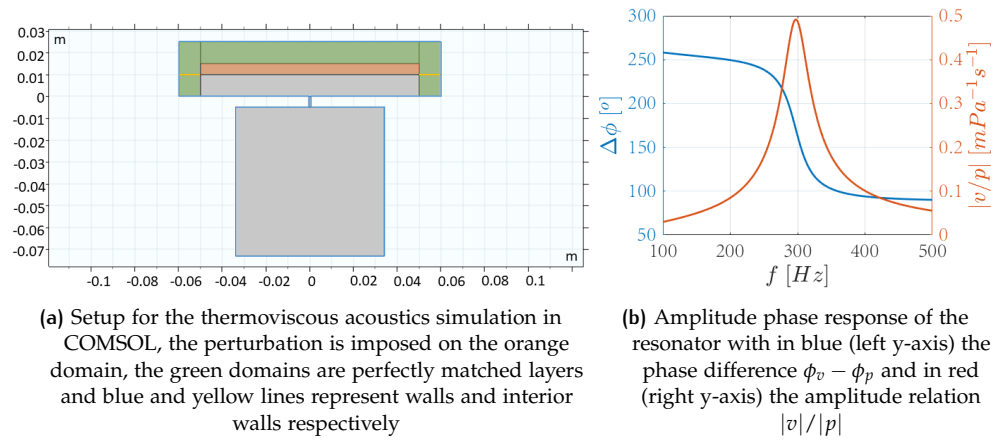 0.03
m
0.02
0.01
0
-0.01
-0.02
-0.03
-0.04
-0.05
-0.06
-0.07
m
-0.1 -0.08 -0.06 -0.04 -0.02 0 0.02 0.04 0.06 0.08 0.1
(a) Setup for the thermoviscous acoustics simulation in
COMSOL, the perturbation is imposed on the orange
domain, the green domains are perfectly matched layers
and blue and yellow lines represent walls and interior
walls respectively
300
250
200
150
100
50
Δϕ [°]
0.5
0.4
0.3
0.2
0.1
0
|v/p| [mPa⁻¹s⁻¹]
100 200 300 400 500
f [Hz]
(b) Amplitude phase response of the
resonator with in blue (left y-axis) the
phase difference ϕᵥ − ϕₚ and in red
(right y-axis) the amplitude relation
|v|/|p|